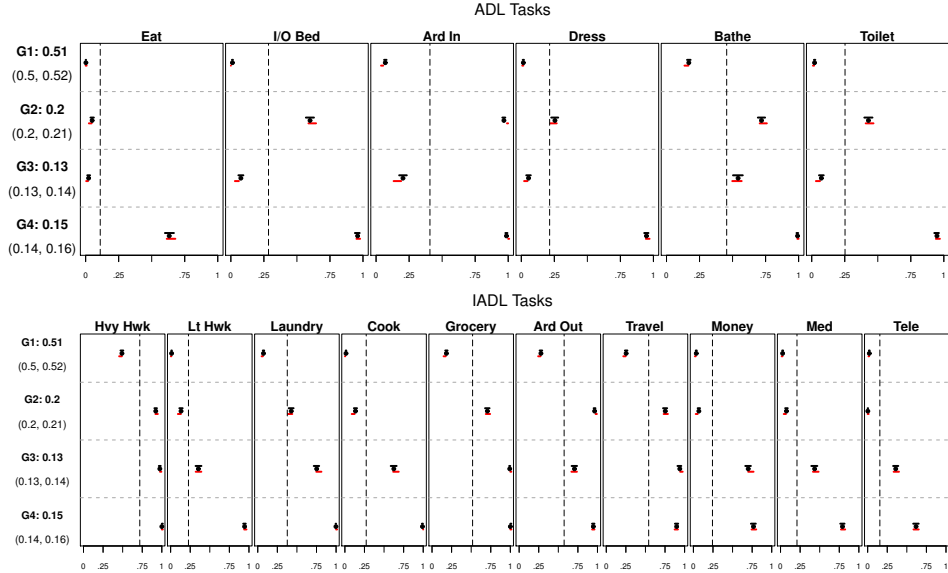 ADL Tasks
Eat I/O Bed Ard In Dress Bathe Toilet
G1: 0.51
(0.5, 0.52)
G2: 0.2
(0.2, 0.21)
G3: 0.13
(0.13, 0.14)
G4: 0.15
(0.14, 0.16)
0 .25 .75 1 0 .25 .75 1 0 .25 .75 1 0 .25 .75 1 0 .25 .75 1 0 .25 .75 1
IADL Tasks
Hvy Hwk Lt Hwk Laundry Cook Grocery Ard Out Travel Money Med Tele
G1: 0.51
(0.5, 0.52)
G2: 0.2
(0.2, 0.21)
G3: 0.13
(0.13, 0.14)
G4: 0.15
(0.14, 0.16)
0 .25 .75 1 0 .25 .75 1 0 .25 .75 1 0 .25 .75 1 0 .25 .75 1 0 .25 .75 1 0 .25 .75 1 0 .25 .75 1 0 .25 .75 1 0 .25 .75 1